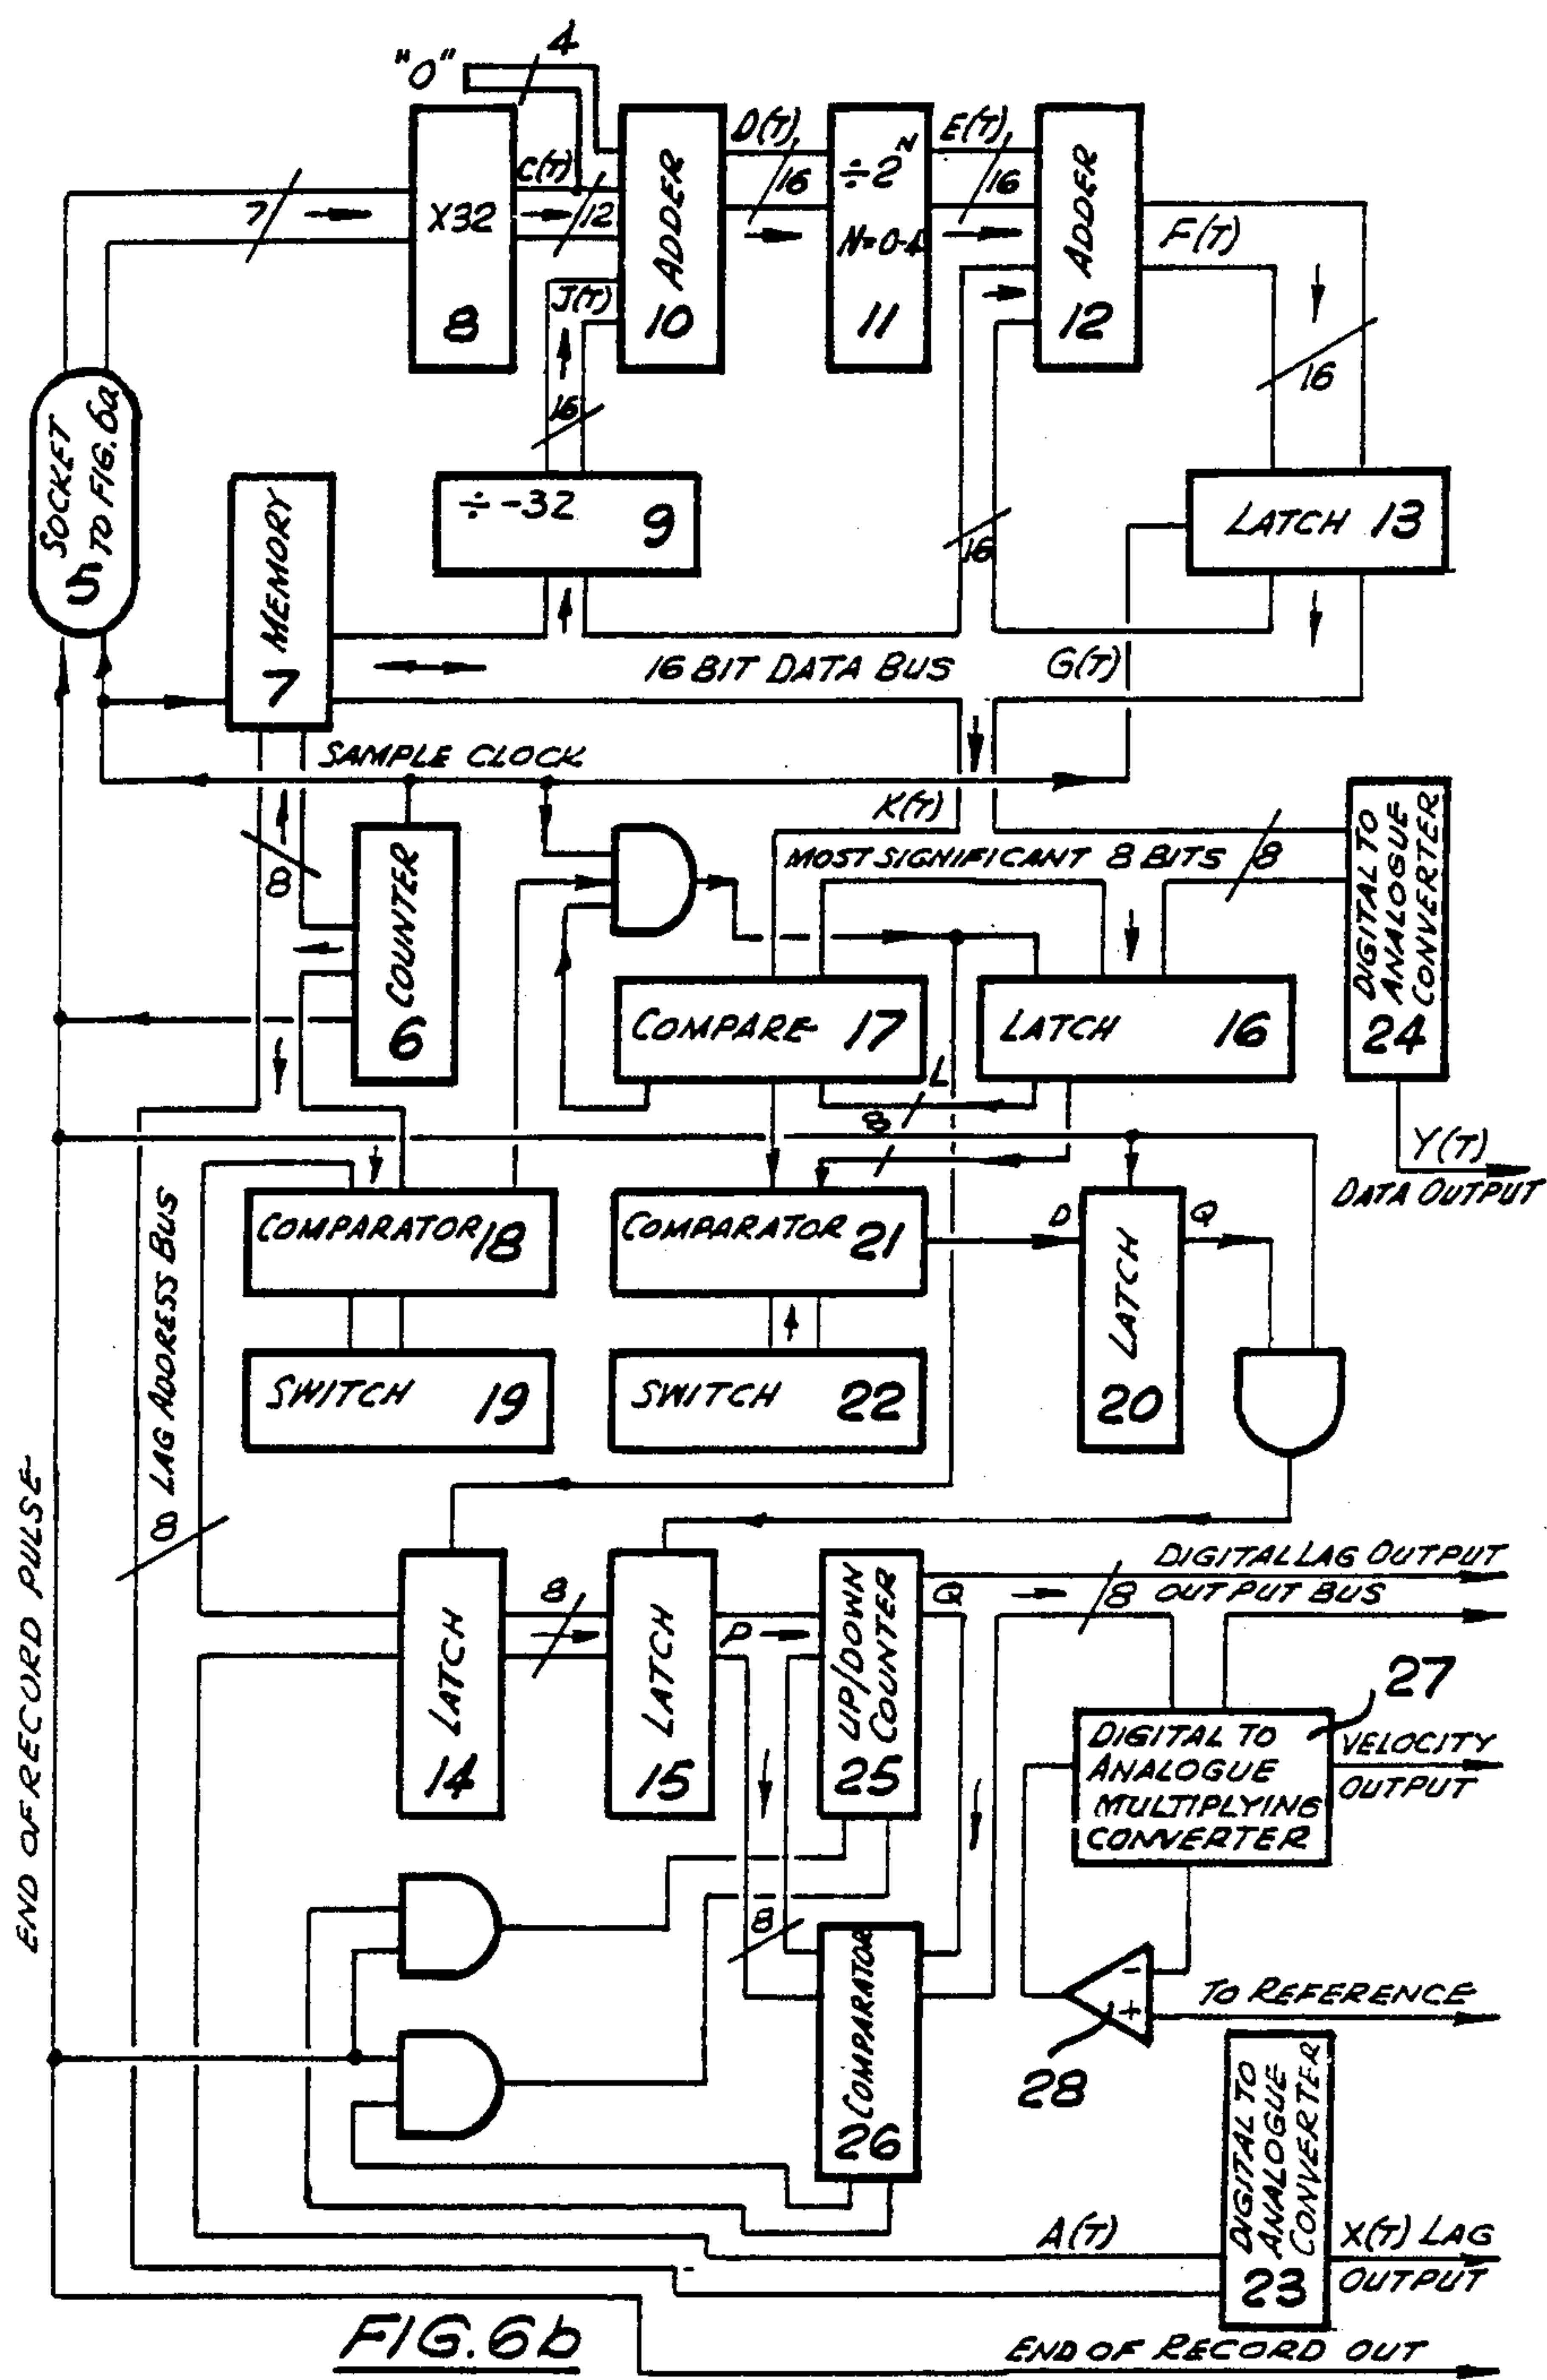 "O"
4
7
X32
8
C(T)
12
J(T)
ADDER
10
D(T)
16
÷2ᴺ
N=0-4
11
E(T)
16
ADDER
12
F(T)
16
16
÷-32
9
SOCKET
5 TO FIG. 6a
MEMORY
7
16
LATCH 13
16 BIT DATA BUS
G(T)
SAMPLE CLOCK
8
COUNTER
6
K(T)
MOST SIGNIFICANT 8 BITS
8
DIGITAL TO
ANALOGUE
CONVERTER
24
COMPARE 17
LATCH 16
L
8
Y(T)
DATA OUTPUT
COMPARATOR 18
COMPARATOR 21
D
Q
LATCH
20
SWITCH 19
SWITCH 22
8 LAG ADDRESS BUS
END OF RECORD PULSE
LATCH
14
8
LATCH
15
P
UP/DOWN
COUNTER
25
Q
DIGITAL LAG OUTPUT
8 OUTPUT BUS
27
DIGITAL TO
ANALOGUE
MULTIPLYING
CONVERTER
VELOCITY
OUTPUT
8
COMPARATOR
26
-
+
28
TO REFERENCE
DIGITAL TO
ANALOGUE
CONVERTER
23
A(T)
X(T) LAG
OUTPUT
FIG. 6b
END OF RECORD OUT